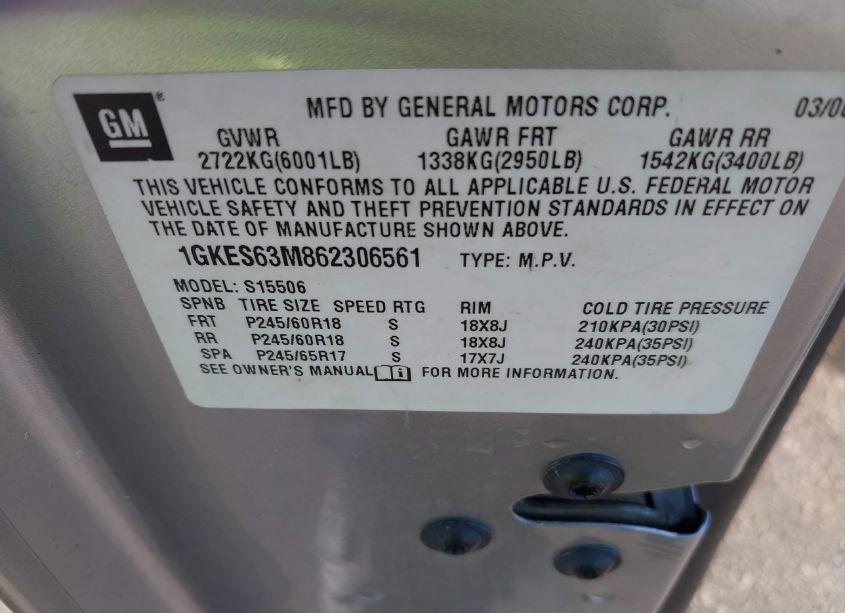 GM®
MFD BY GENERAL MOTORS CORP. 03/0
GVWR GAWR FRT GAWR RR
2722KG(6001LB) 1338KG(2950LB) 1542KG(3400LB)
THIS VEHICLE CONFORMS TO ALL APPLICABLE U.S. FEDERAL MOTOR
VEHICLE SAFETY AND THEFT PREVENTION STANDARDS IN EFFECT ON
THE DATE OF MANUFACTURE SHOWN ABOVE.
1GKES63M862306561 TYPE: M.P.V.
MODEL: S15506
SPNB TIRE SIZE SPEED RTG RIM COLD TIRE PRESSURE
FRT P245/60R18 S 18X8J 210KPA(30PSI)
RR P245/60R18 S 18X8J 240KPA(35PSI)
SPA P245/65R17 S 17X7J 240KPA(35PSI)
SEE OWNER'S MANUAL i FOR MORE INFORMATION.